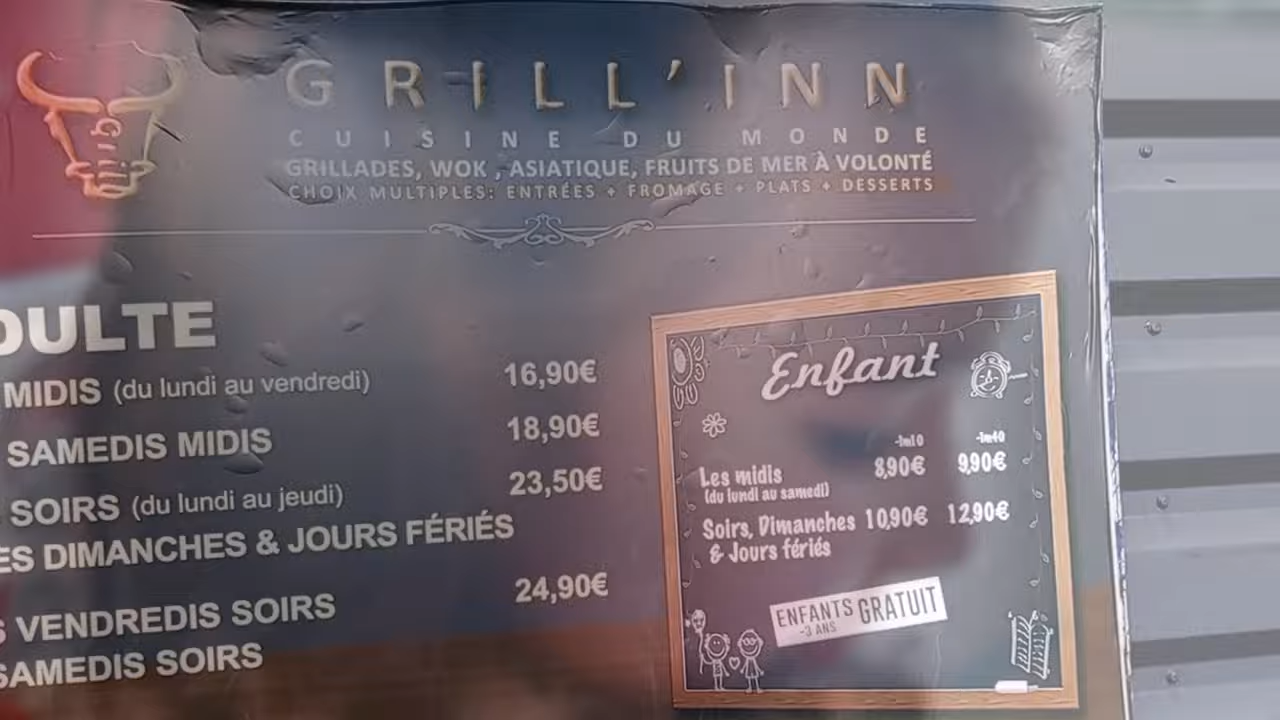 Grill
GRILL'INN
CUISINE DU MONDE
GRILLADES, WOK , ASIATIQUE, FRUITS DE MER À VOLONTÉ
CHOIX MULTIPLES: ENTRÉES + FROMAGE + PLATS + DESSERTS
DULTE
MIDIS (du lundi au vendredi) 16,90€
SAMEDIS MIDIS 18,90€
SOIRS (du lundi au jeudi) 23,50€
ES DIMANCHES & JOURS FÉRIÉS
24,90€
S VENDREDIS SOIRS
SAMEDIS SOIRS
Enfant
-1m10 -1m40
Les midis 8,90€ 9,90€
(du lundi au samedi)
Soirs, Dimanches 10,90€ 12,90€
& Jours fériés
ENFANTS GRATUIT
-3 ANS